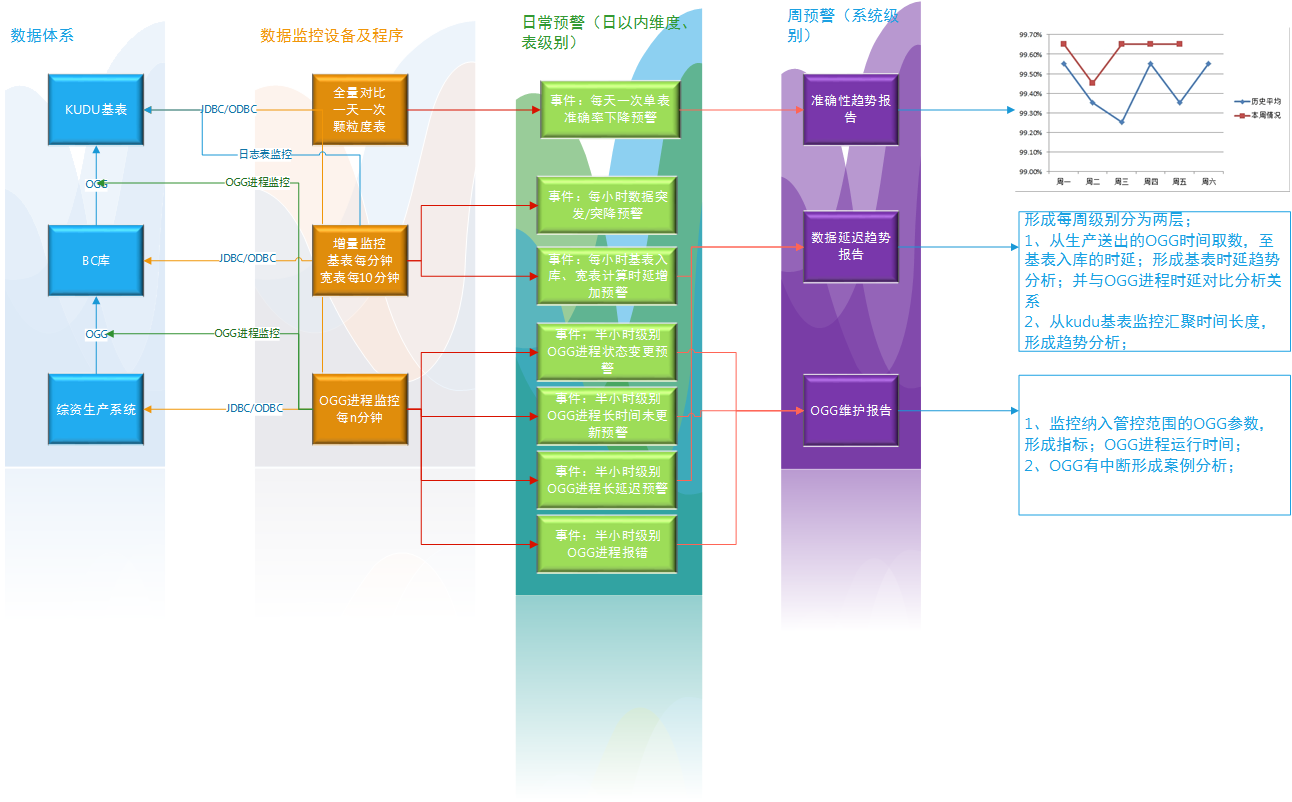 数据体系
KUDU基表
OGG
BC库
OGG
综资生产系统
数据监控设备及程序
全量对比
一天一次
颗粒度表
JDBC/ODBC
日志表监控
OGG进程监控
增量监控
基表每分钟
宽表每10分钟
JDBC/ODBC
OGG进程监控
OGG进程监控
每n分钟
JDBC/ODBC
日常预警（日以内维度、
表级别）
事件：每天一次单表
准确率下降预警
事件：每小时数据突
发/突降预警
事件：每小时基表入
库、宽表计算时延增
加预警
事件：半小时级别
OGG进程状态变更预
警
事件：半小时级别
OGG进程长时间未更
新预警
事件：半小时级别
OGG进程长延迟预警
事件：半小时级别
OGG进程报错
周预警（系统级
别）
准确性趋势报
告
数据延迟趋势
报告
OGG维护报告
99.70%
99.60%
99.50%
99.40%
99.30%
99.20%
99.10%
99.00%
周一 周二 周三 周四 周五 周六
历史平均
本周情况
形成每周级别分为两层；
1、从生产送出的OGG时间取数，至
基表入库的时延；形成基表时延趋势
分析；并与OGG进程时延对比分析关
系
2、从kudu基表监控汇聚时间长度，
形成趋势分析；
1、监控纳入管控范围的OGG参数，
形成指标；OGG进程运行时间；
2、OGG有中断形成案例分析；